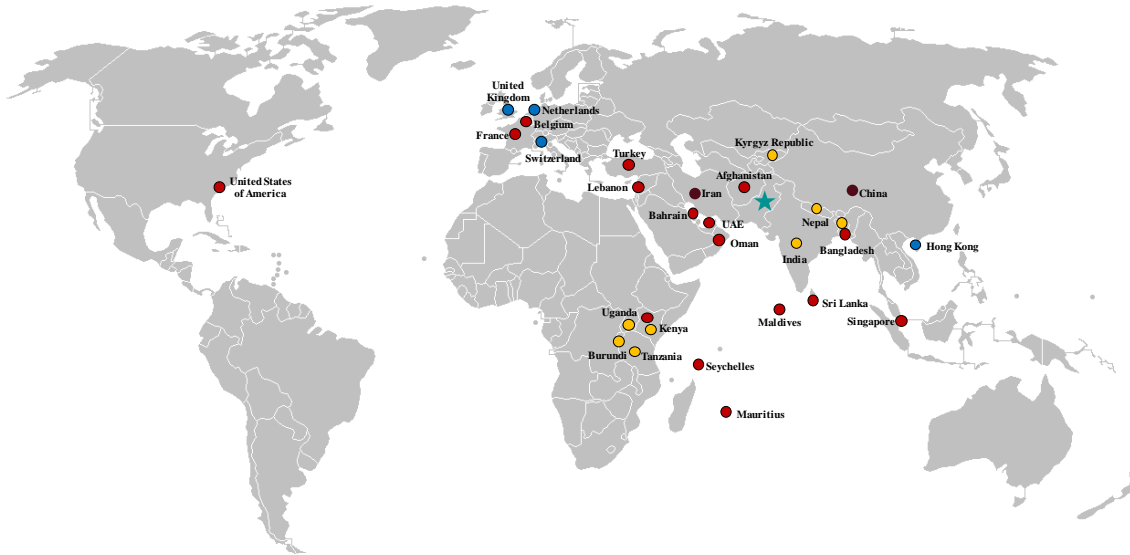 United
Kingdom
Netherlands
Belgium
France
Switzerland
Kyrgyz Republic
Turkey
Afghanistan
United States
of America
Lebanon
Iran
China
Bahrain
UAE
Nepal
Oman
Bangladesh
Hong Kong
India
Sri Lanka
Uganda
Maldives
Singapore
Kenya
Burundi
Tanzania
Seychelles
Mauritius